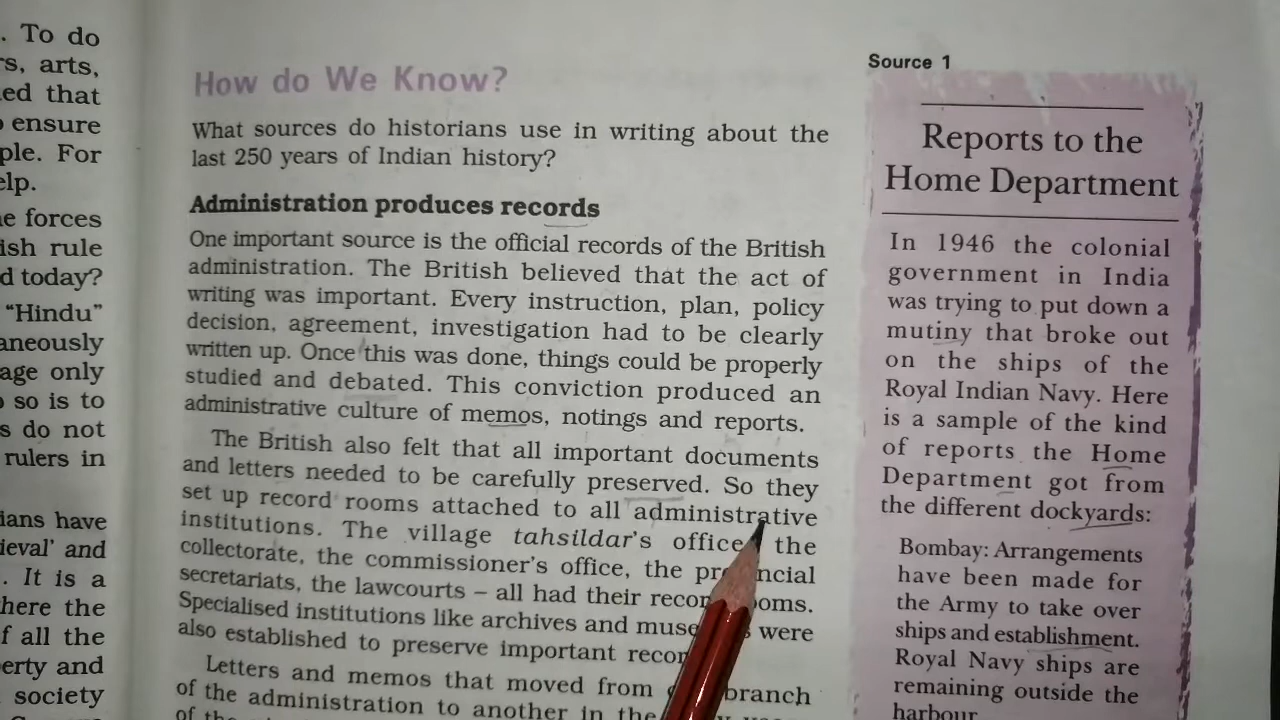 . To do
s, arts,
ed that
ensure
ple. For
elp.
e forces
ish rule
d today?
"Hindu"
aneously
age only
so is to
s do not
rulers in
ians have
ieval' and
. It is a
here the
f all the
erty and
society
How do We Know?
What sources do historians use in writing about the
last 250 years of Indian history?
Administration produces records
One important source is the official records of the British
administration. The British believed that the act of
writing was important. Every instruction, plan, policy
decision, agreement, investigation had to be clearly
written up. Once this was done, things could be properly
studied and debated. This conviction produced an
administrative culture of memos, notings and reports.
The British also felt that all important documents
and letters needed to be carefully preserved. So they
set up record rooms attached to all administrative
institutions. The village tahsildar's office the
collectorate, the commissioner's office, the
secretariats, the lawcourts – all had their
Specialised institutions like archives and were
also established to preserve important
Letters and memos that moved from branch
of the administration to another in the
of the
Source 1
Reports to the
Home Department
In 1946 the colonial
government in India
was trying to put down a
mutiny that broke out
on the ships of the
Royal Indian Navy. Here
is a sample of the kind
of reports the Home
Department got from
the different dockyards:
Bombay: Arrangements
have been made for
the Army to take over
ships and establishment.
Royal Navy ships are
remaining outside the
harbour.